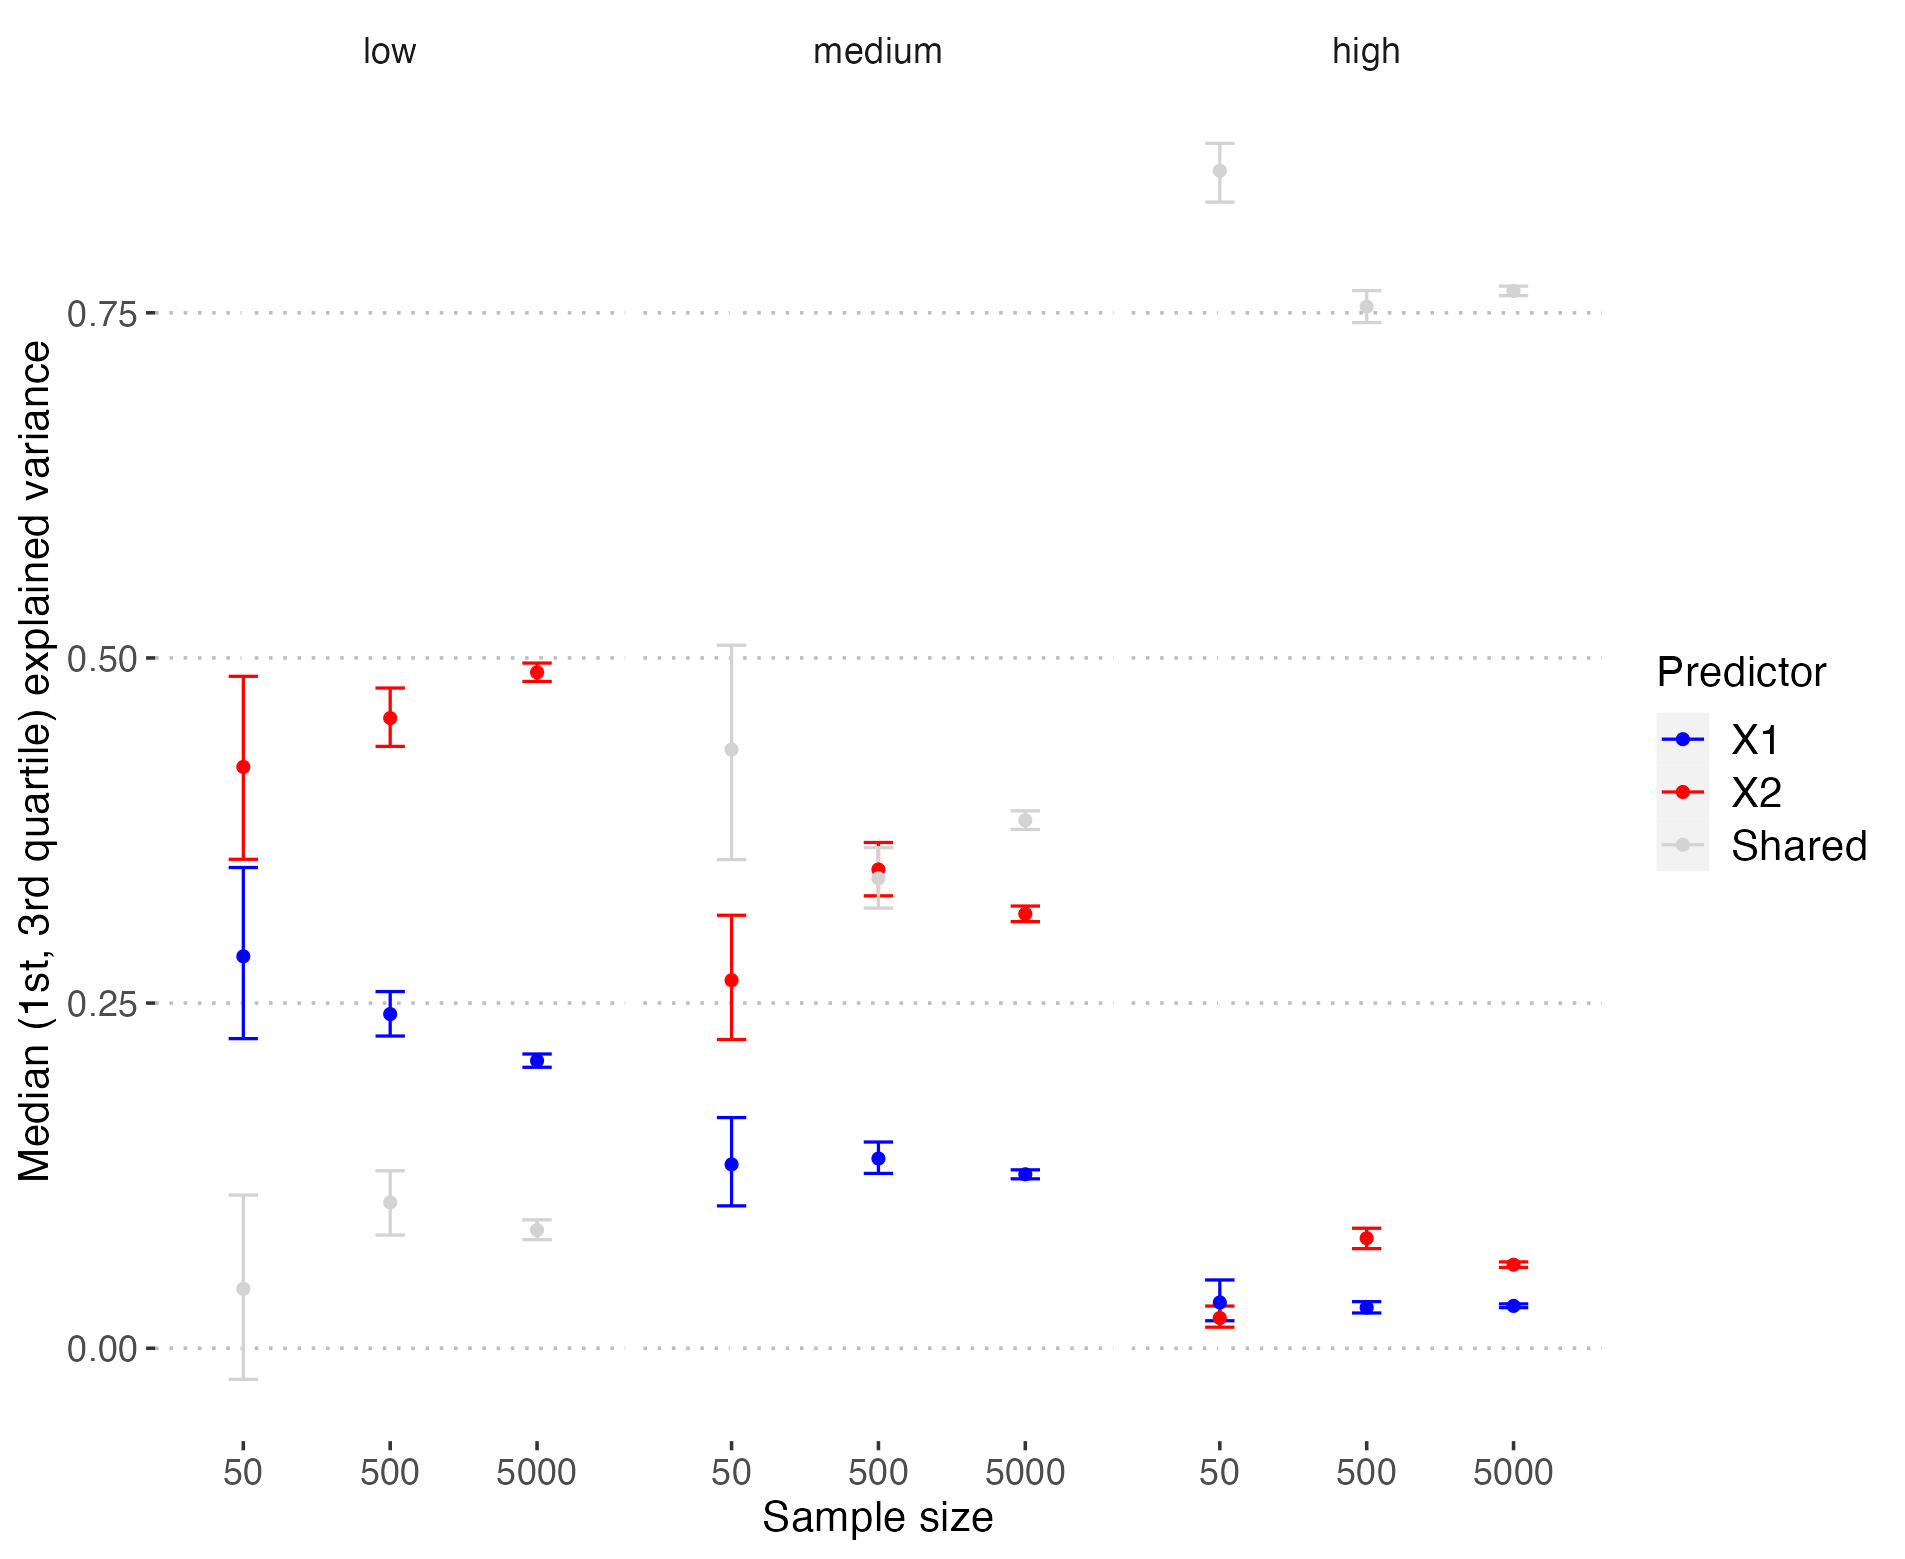 low medium high
Median (1st, 3rd quartile) explained variance
0.75
0.50
0.25
0.00
50 500 5000 50 500 5000 50 500 5000
Sample size
Predictor
X1
X2
Shared